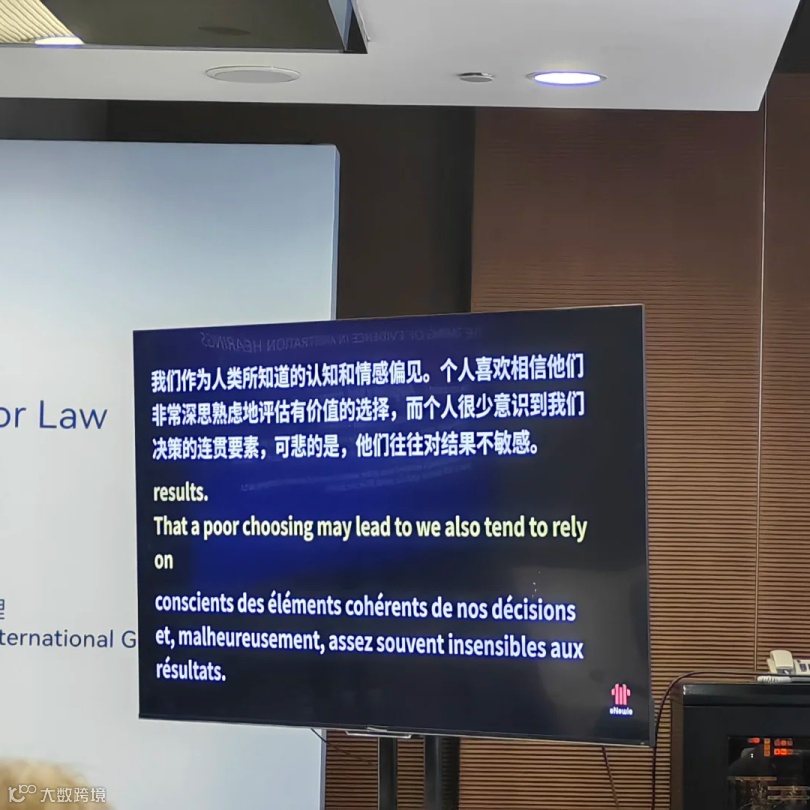 or Law
理
ternational G
我们作为人类所知道的认知和情感偏见。个人喜欢相信他们
非常深思熟虑地评估有价值的选择，而个人很少意识到我们
决策的连贯要素，可悲的是，他们往往对结果不敏感。
results.
That a poor choosing may lead to we also tend to rely
on
conscients des éléments cohérents de nos décisions
et, malheureusement, assez souvent insensibles aux
résultats.
大数跨境